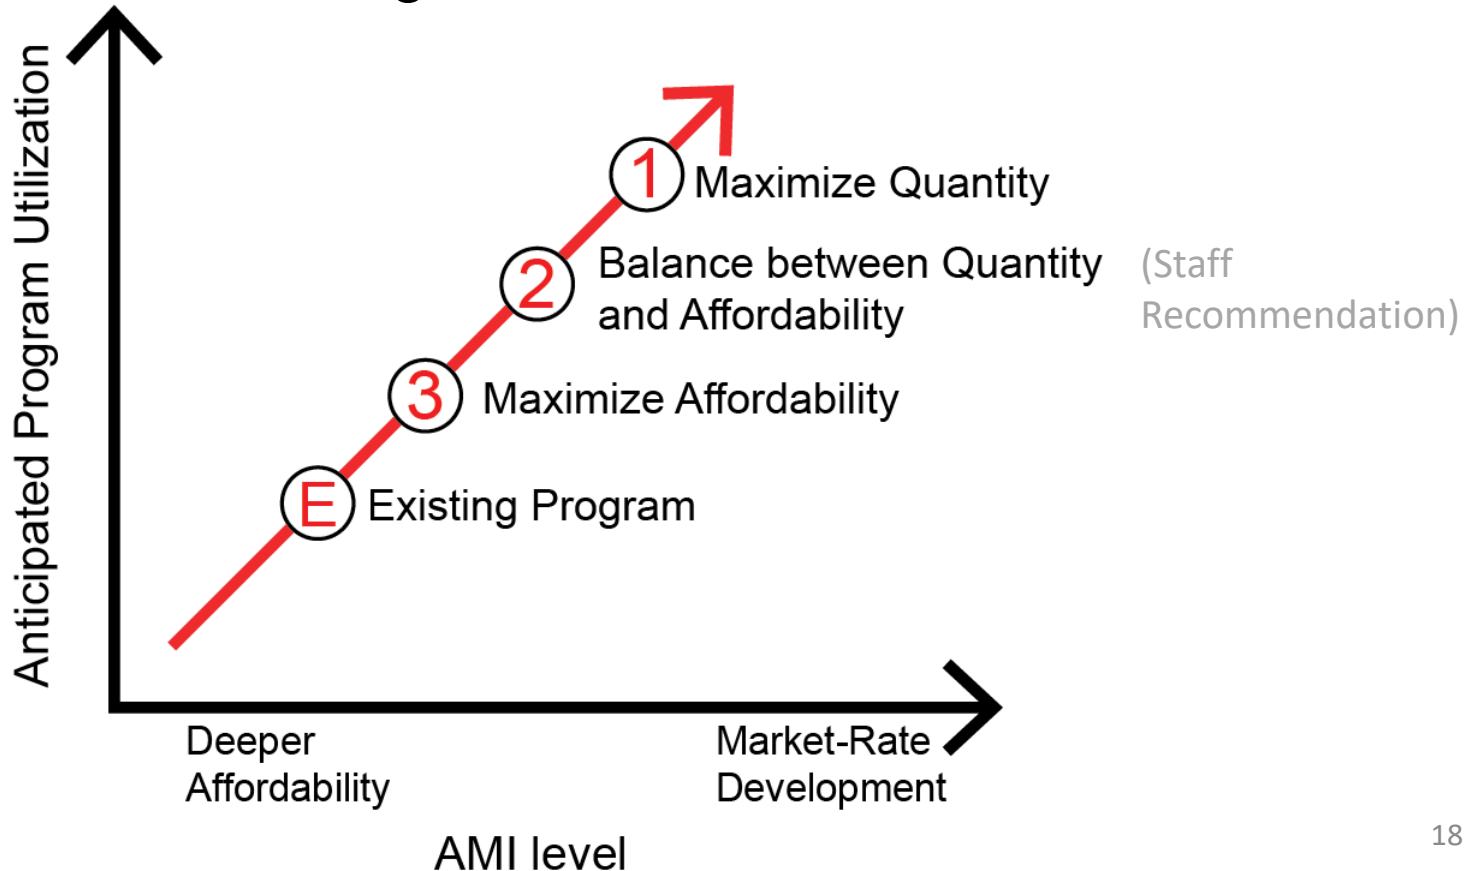 Anticipated Program Utilization
1 Maximize Quantity
2 Balance between Quantity
and Affordability
(Staff
Recommendation)
3 Maximize Affordability
E Existing Program
Deeper
Affordability
Market-Rate
Development
AMI level
18